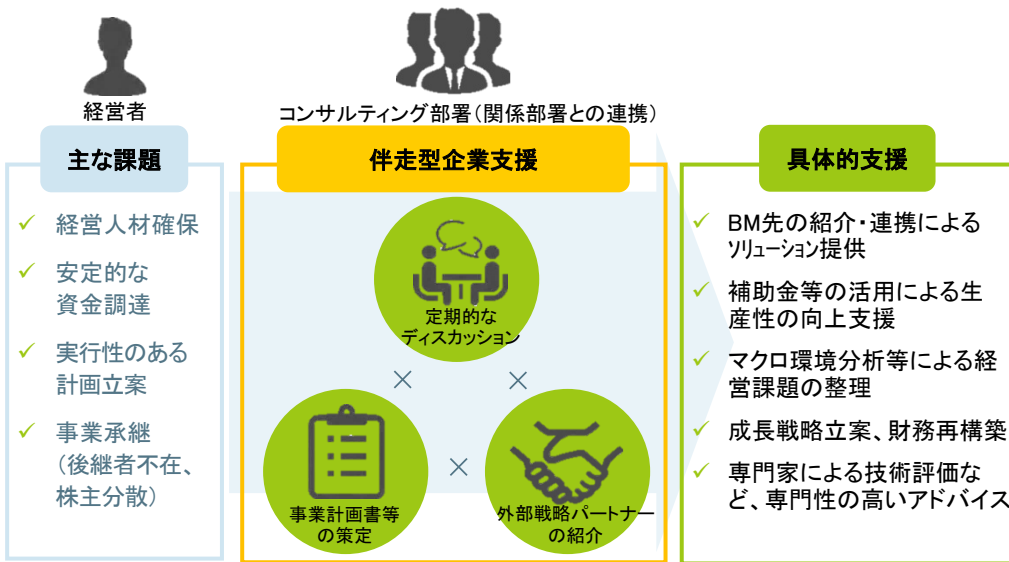 経営者
コンサルティング部署(関係部署との連携)
主な課題
経営人材確保
安定的な
資金調達
実行性のある
計画立案
事業承継
(後継者不在、
株主分散)
伴走型企業支援
定期的な
ディスカッション
×
×
事業計画書等
の策定
×
外部戦略パートナー
の紹介
具体的支援
BM先の紹介・連携による
ソリューション提供
補助金等の活用による生
産性の向上支援
マクロ環境分析等による経
営課題の整理
成長戦略立案、財務再構築
専門家による技術評価な
ど、専門性の高いアドバイス